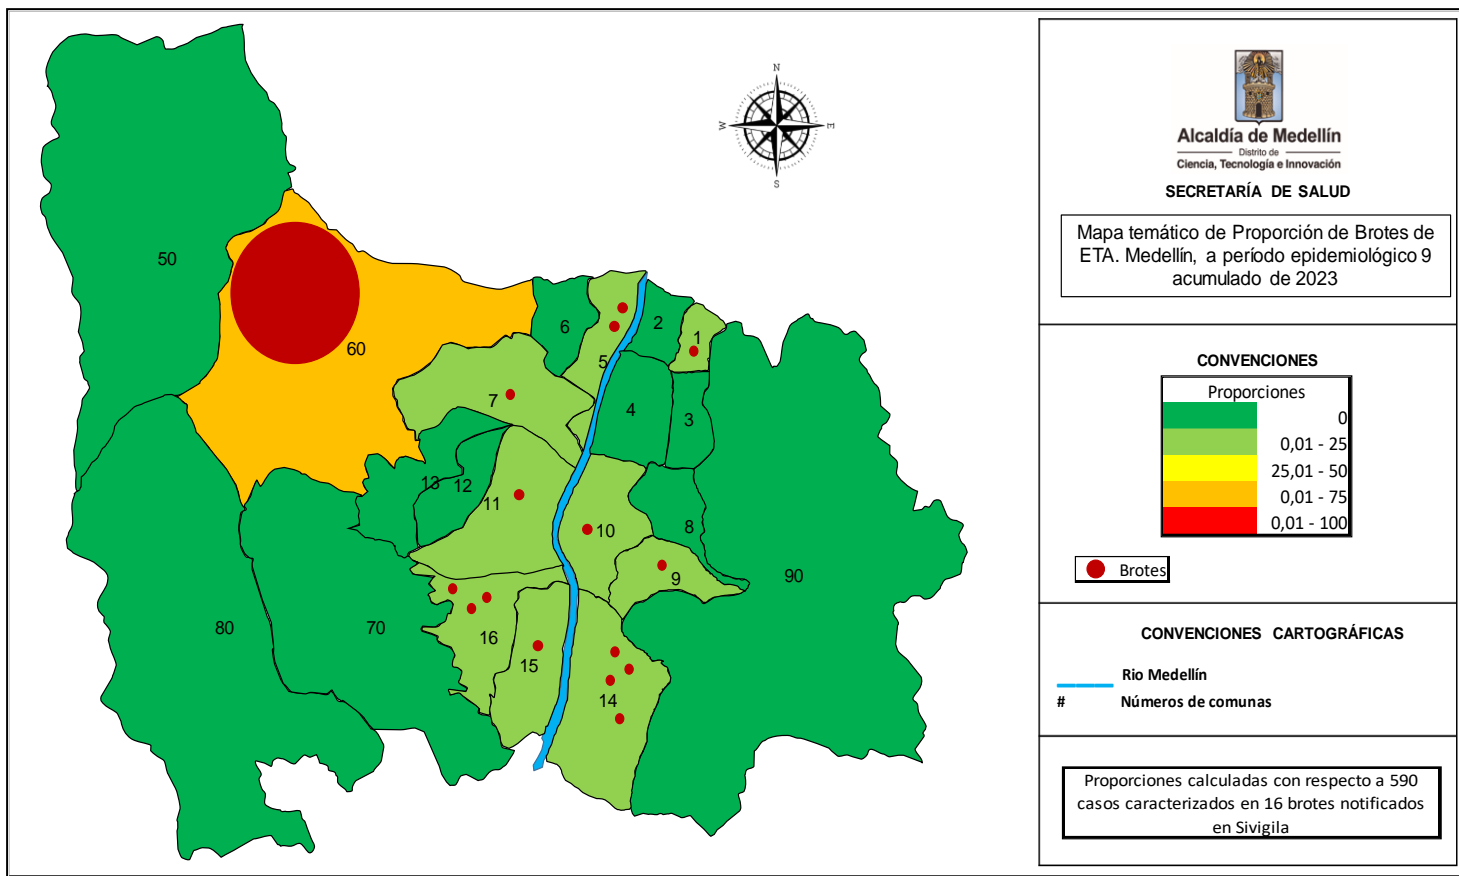 N
W
E
S
50
60
6
5
2
1
7
4
3
13
12
11
10
8
9
90
80
70
16
15
14
Alcaldía de Medellín
Distrito de
Ciencia, Tecnología e Innovación
SECRETARÍA DE SALUD
Mapa temático de Proporción de Brotes de
ETA. Medellín, a período epidemiológico 9
acumulado de 2023
CONVENCIONES
Proporciones
0
0,01 - 25
25,01 - 50
0,01 - 75
0,01 - 100
Brotes
CONVENCIONES CARTOGRÁFICAS
Rio Medellín
# Números de comunas
Proporciones calculadas con respecto a 590
casos caracterizados en 16 brotes notificados
en Sivigila